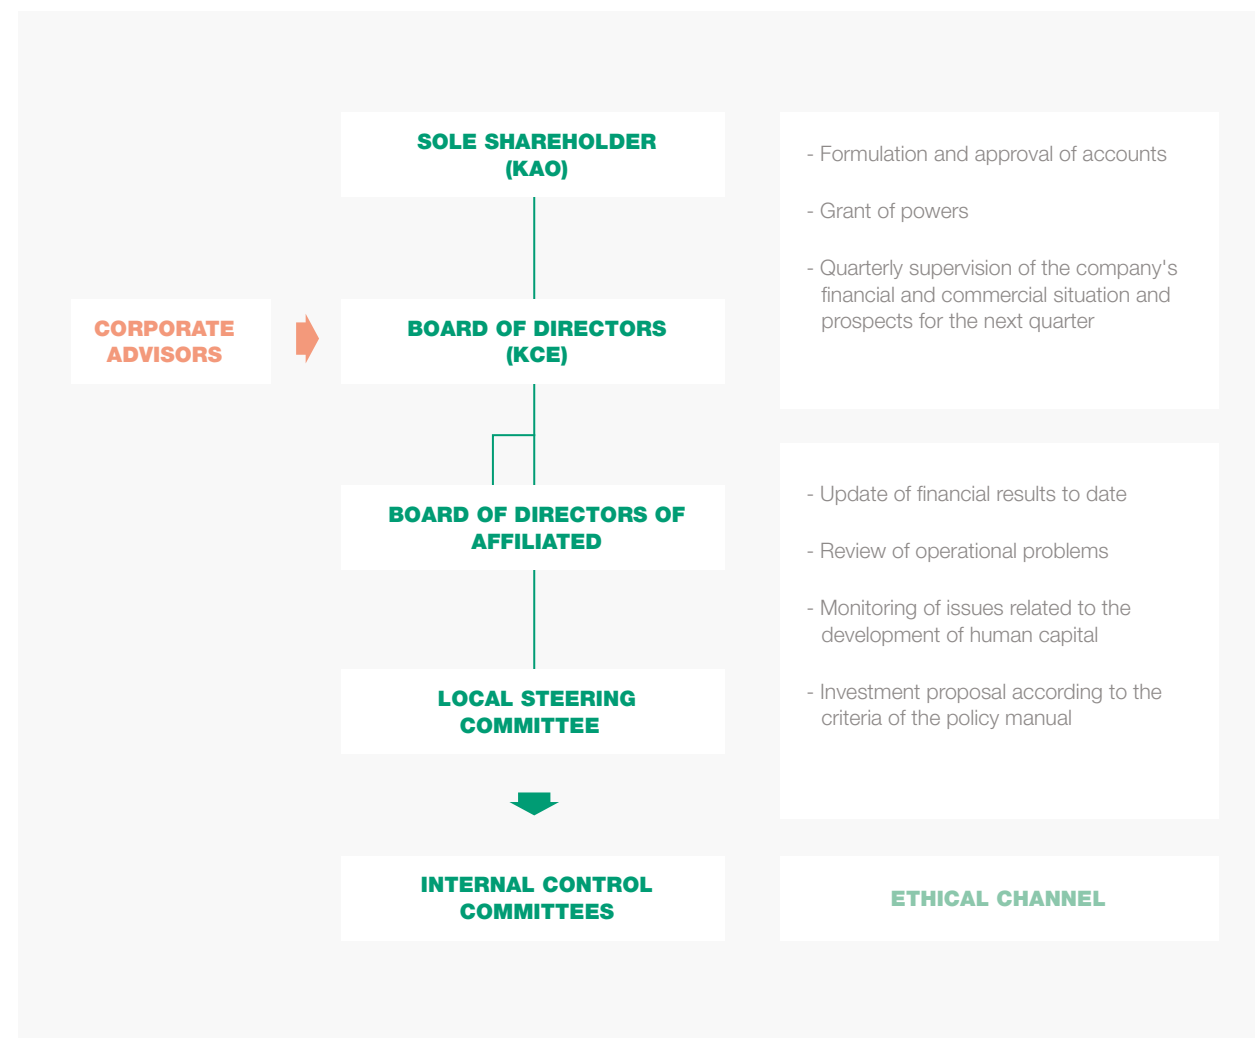 SOLE SHAREHOLDER
(KAO)
- Formulation and approval of accounts
- Grant of powers
- Quarterly supervision of the company's
financial and commercial situation and
prospects for the next quarter
CORPORATE
ADVISORS
BOARD OF DIRECTORS
(KCE)
BOARD OF DIRECTORS OF
AFFILIATED
- Update of financial results to date
- Review of operational problems
- Monitoring of issues related to the
development of human capital
- Investment proposal according to the
criteria of the policy manual
LOCAL STEERING
COMMITTEE
INTERNAL CONTROL
COMMITTEES
ETHICAL CHANNEL